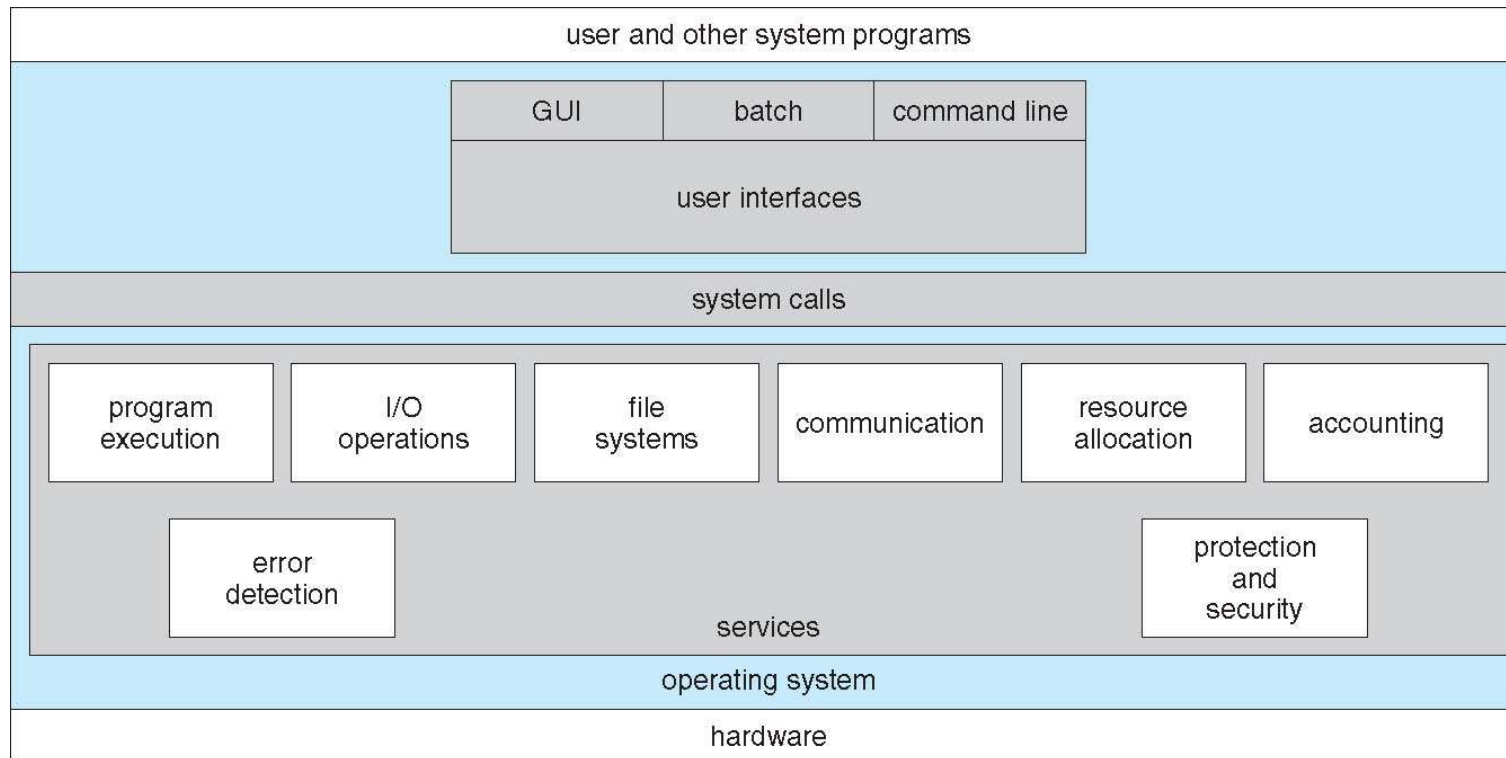 user and other system programs
GUI
batch
command line
user interfaces
system calls
program
execution
I/O
operations
file
systems
communication
resource
allocation
accounting
error
detection
protection
and
security
services
operating system
hardware